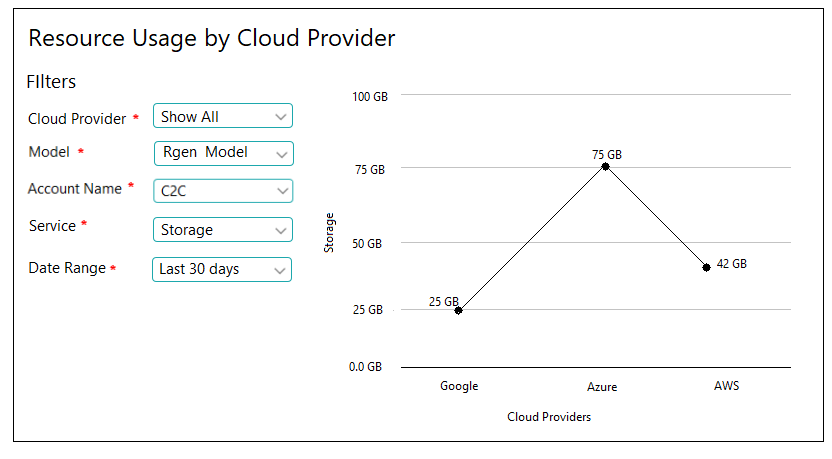 Resource Usage by Cloud Provider
FIlters
Cloud Provider * Show All
Model * Rgen Model
Account Name * C2C
Service * Storage
Date Range * Last 30 days
100 GB
75 GB
50 GB
25 GB
0.0 GB
Storage
25 GB
75 GB
42 GB
Google Azure AWS
Cloud Providers